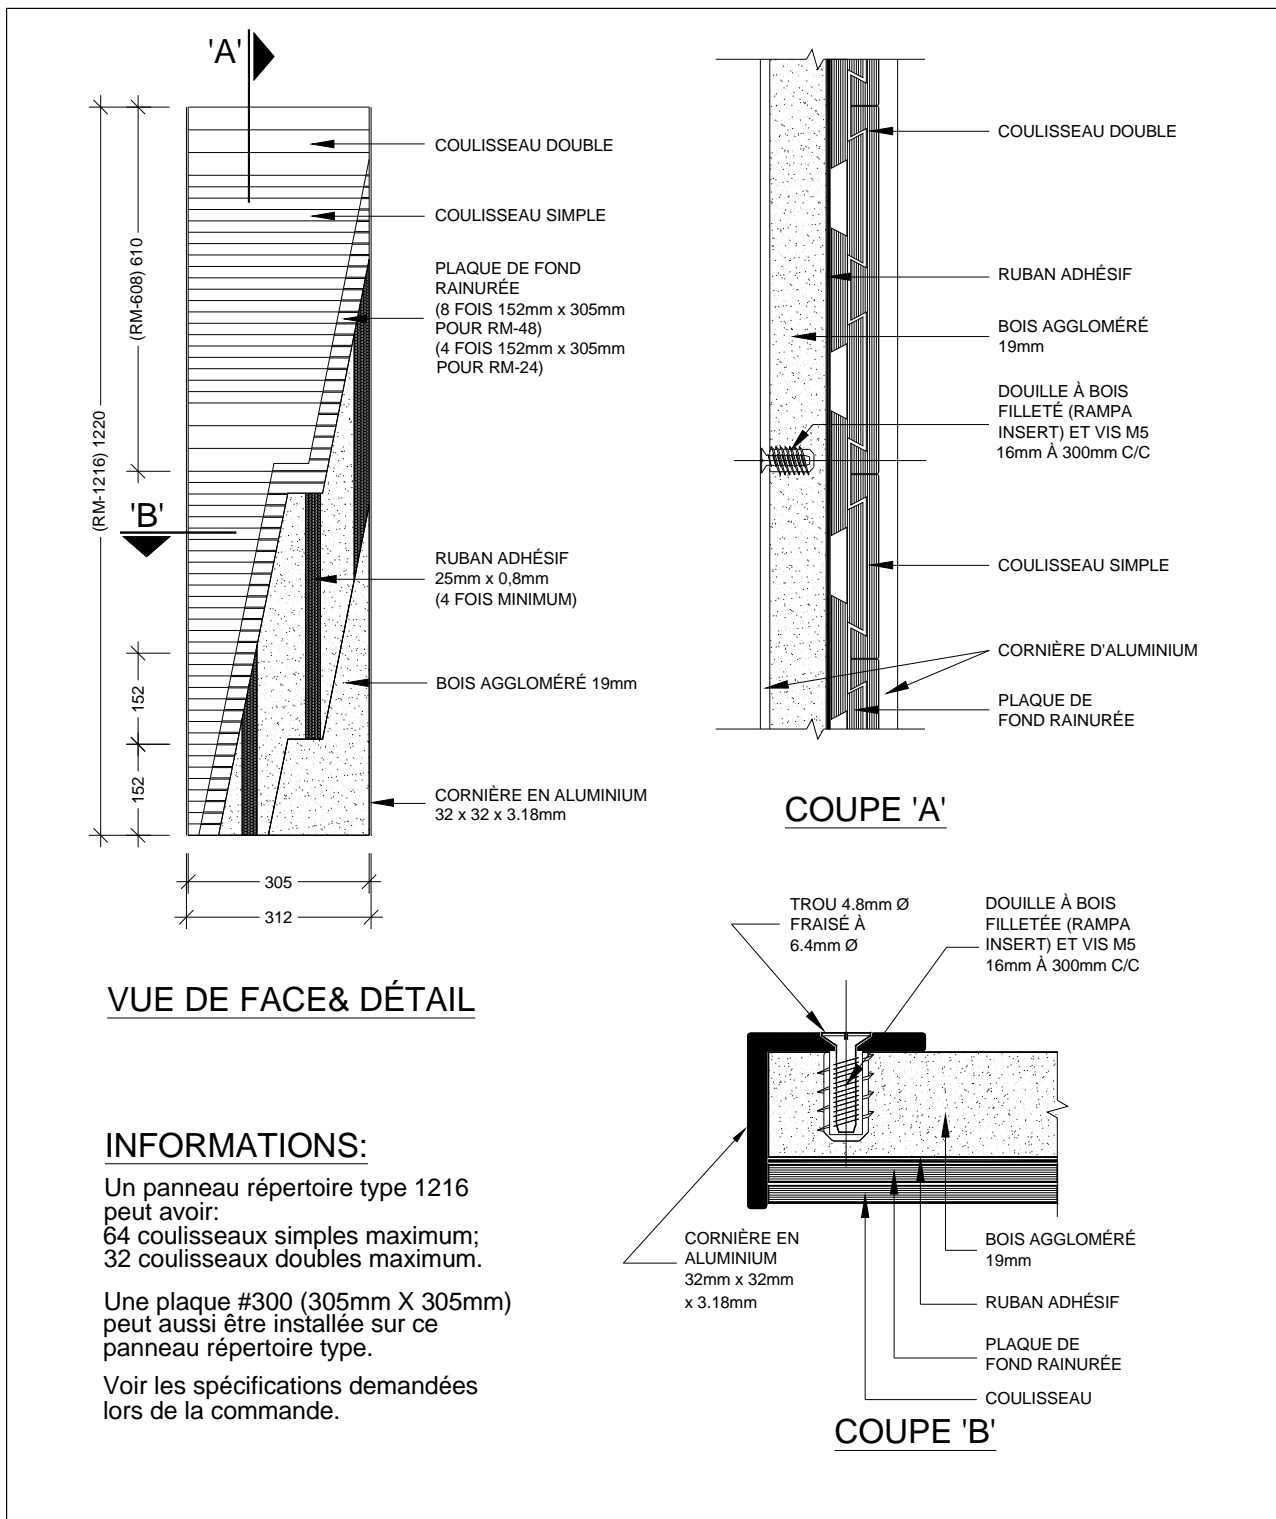 'A'
COULISSEAU DOUBLE
COULISSEAU SIMPLE
PLAQUE DE FOND
RAINURÉE
(8 FOIS 152mm x 305mm
POUR RM-48)
(4 FOIS 152mm x 305mm
POUR RM-24)
(RM-608) 610
(RM-1216) 1220
'B'
RUBAN ADHÉSIF
25mm x 0,8mm
(4 FOIS MINIMUM)
152
BOIS AGGLOMÉRÉ 19mm
152
CORNIÈRE EN ALUMINIUM
32 x 32 x 3.18mm
305
312
VUE DE FACE& DÉTAIL
COULISSEAU DOUBLE
RUBAN ADHÉSIF
BOIS AGGLOMÉRÉ
19mm
DOUILLE À BOIS
FILLETÉ (RAMPA
INSERT) ET VIS M5
16mm À 300mm C/C
COULISSEAU SIMPLE
CORNIÈRE D'ALUMINIUM
PLAQUE DE
FOND RAINURÉE
COUPE 'A'
TROU 4.8mm Ø
FRAISÉ À
6.4mm Ø
DOUILLE À BOIS
FILLETÉE (RAMPA
INSERT) ET VIS M5
16mm À 300mm C/C
CORNIÈRE EN
ALUMINIUM
32mm x 32mm
x 3.18mm
BOIS AGGLOMÉRÉ
19mm
RUBAN ADHÉSIF
PLAQUE DE
FOND RAINURÉE
COULISSEAU
COUPE 'B'
INFORMATIONS:
Un panneau répertoire type 1216
peut avoir:
64 coulisseaux simples maximum;
32 coulisseaux doubles maximum.
Une plaque #300 (305mm X 305mm)
peut aussi être installée sur ce
panneau répertoire type.
Voir les spécifications demandées
lors de la commande.